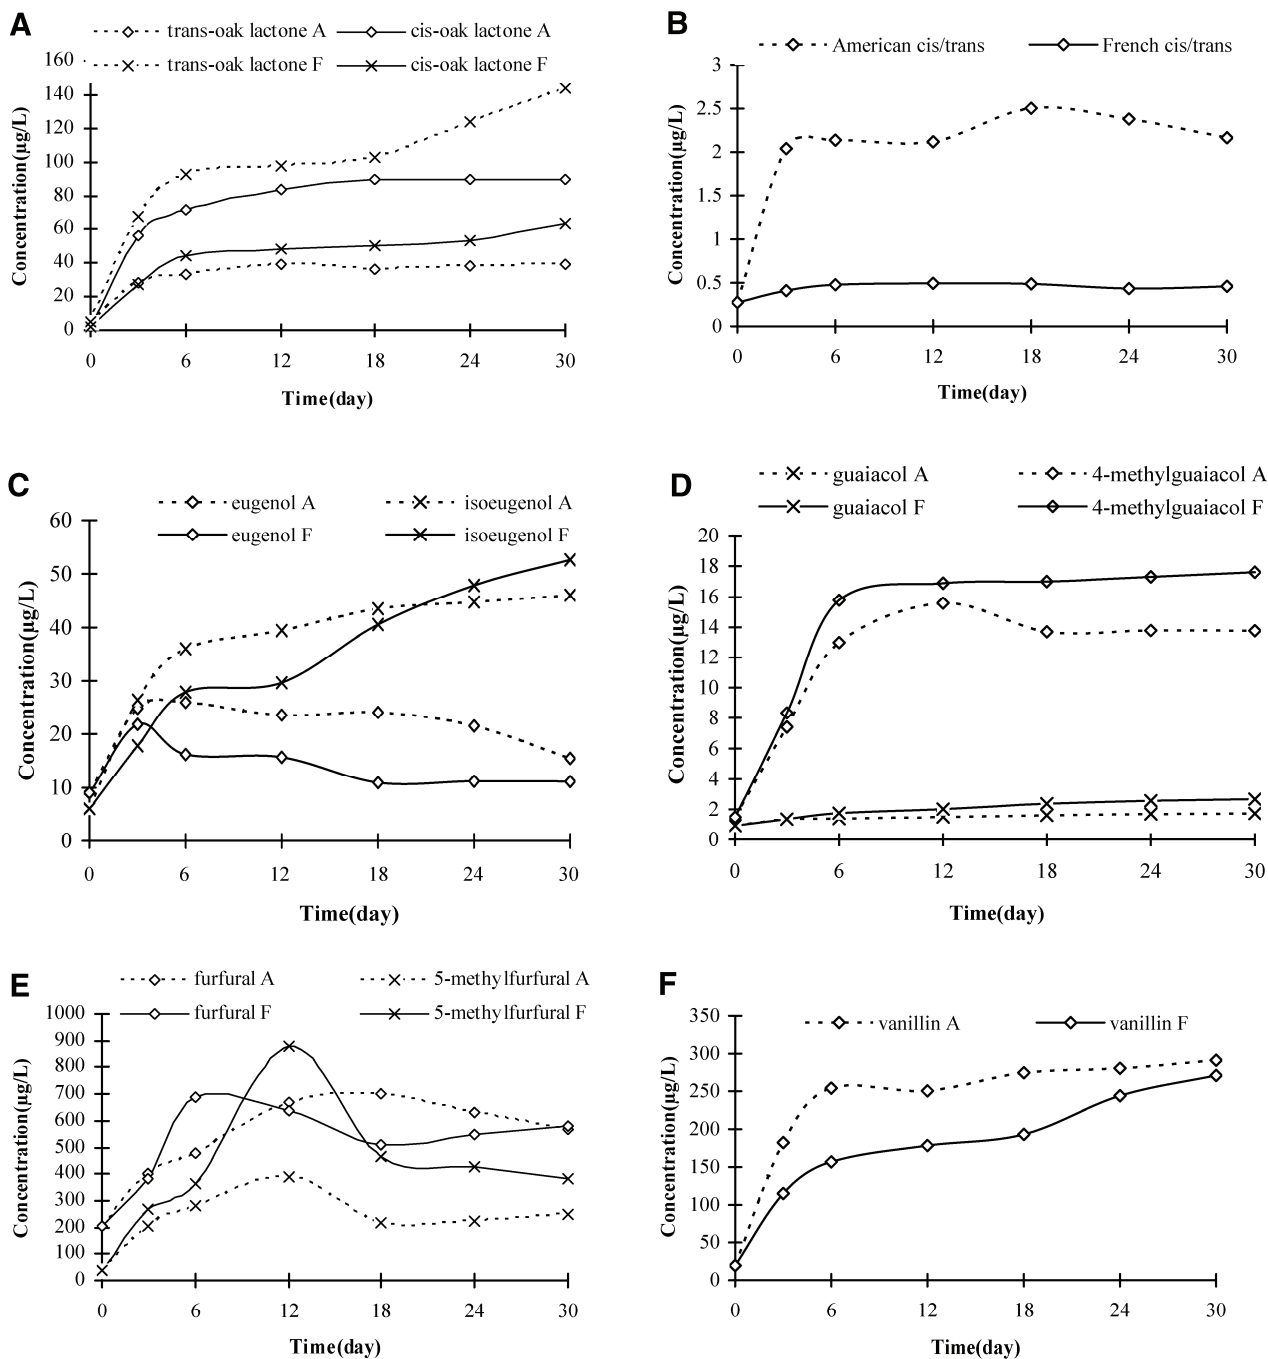 A
trans-oak lactone A cis-oak lactone A
trans-oak lactone F cis-oak lactone F
160
140
120
100
80
60
40
20
0
Concentration(µg/L)
0 6 12 18 24 30
Time(day)
B
American cis/trans French cis/trans
3
2.5
2
1.5
1
0.5
0
Concentration(µg/L)
0 6 12 18 24 30
Time(day)
C
eugenol A isoeugenol A
eugenol F isoeugenol F
60
50
40
30
20
10
0
Concentration(µg/L)
0 6 12 18 24 30
Time(day)
D
guaiacol A 4-methylguaiacol A
guaiacol F 4-methylguaiacol F
20
18
16
14
12
10
8
6
4
2
0
Concentration(µg/L)
0 6 12 18 24 30
Time(day)
E
furfural A 5-methylfurfural A
furfural F 5-methylfurfural F
1000
900
800
700
600
500
400
300
200
100
0
Concentration(µg/L)
0 6 12 18 24 30
Time(day)
F
vanillin A vanillin F
350
300
250
200
150
100
50
0
Concentration(µg/L)
0 6 12 18 24 30
Time(day)